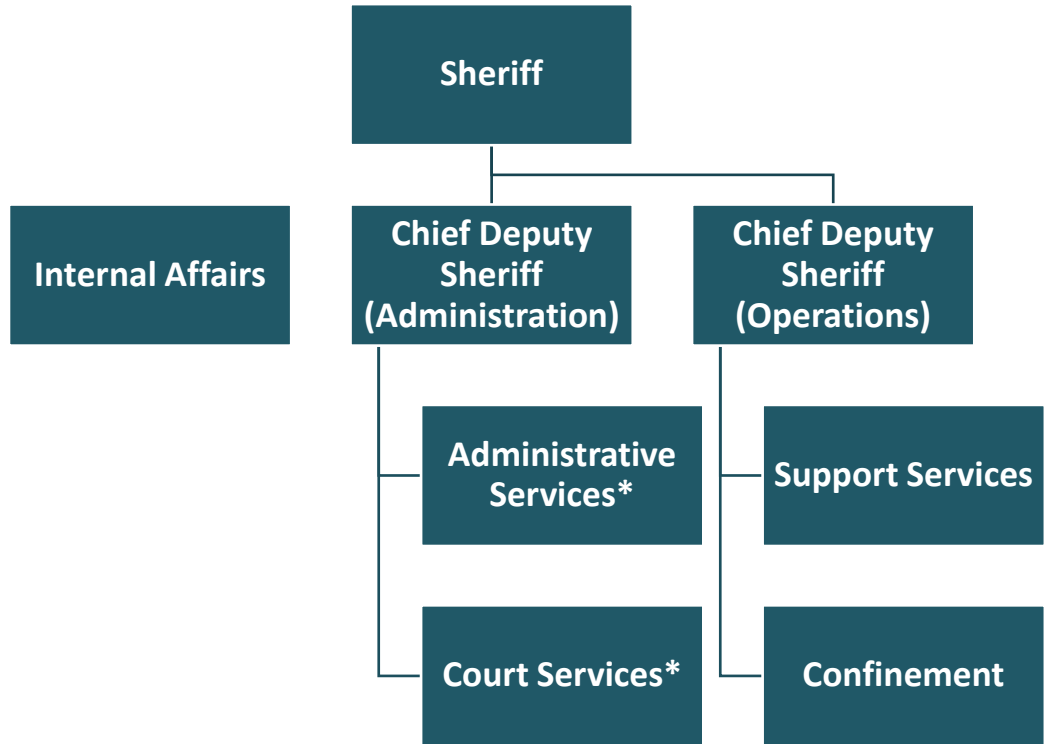 Sheriff
Internal Affairs
Chief Deputy
Sheriff
(Administration)
Chief Deputy
Sheriff
(Operations)
Administrative
Services*
Support Services
Court Services*
Confinement